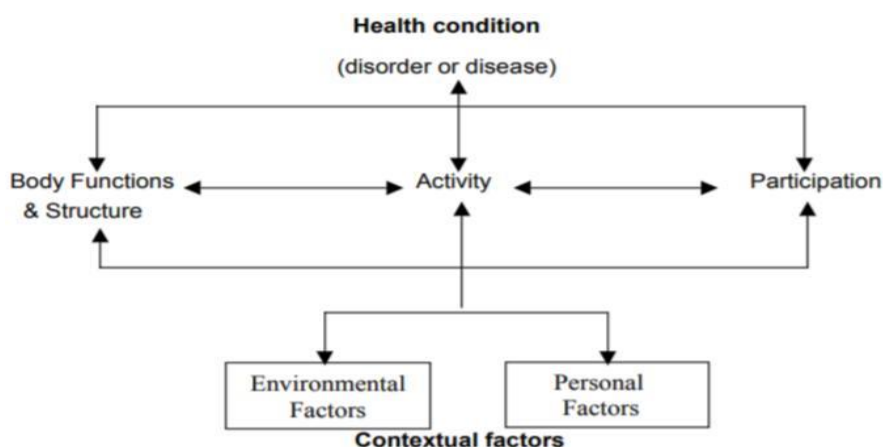 Health condition
(disorder or disease)
Body Functions
& Structure
Activity
Participation
Environmental
Factors
Personal
Factors
Contextual factors